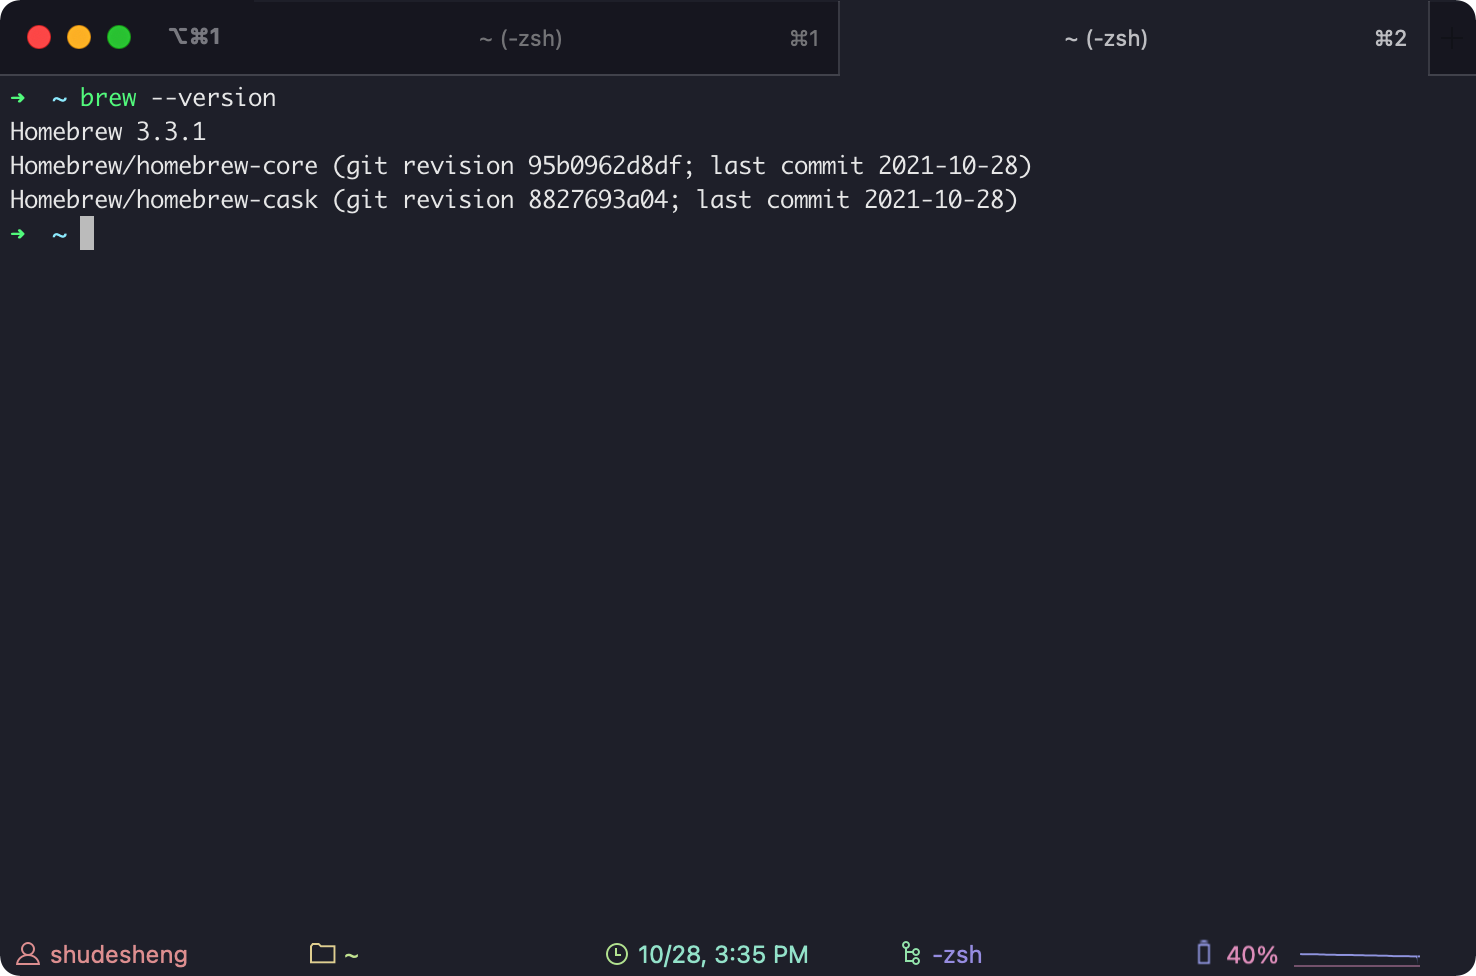 ⌥⌘1
~ (-zsh) ⌘1
~ (-zsh) ⌘2
➜ ~ brew --version
Homebrew 3.3.1
Homebrew/homebrew-core (git revision 95b0962d8df; last commit 2021-10-28)
Homebrew/homebrew-cask (git revision 8827693a04; last commit 2021-10-28)
➜ ~
shudesheng
~
10/28, 3:35 PM
-zsh
40%